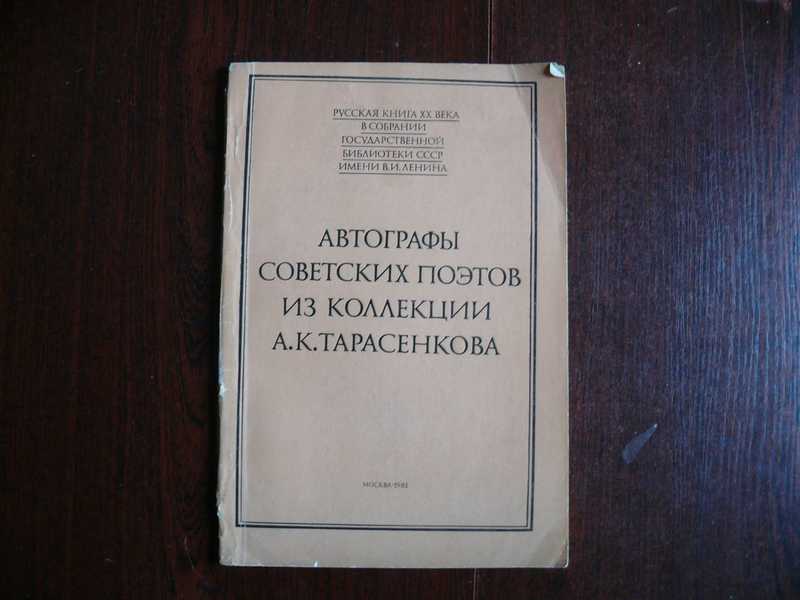 РУССКАЯ КНИГА XX ВЕКА
В СОБРАНИИ
ГОСУДАРСТВЕННОЙ
БИБЛИОТЕКИ СССР
ИМЕНИ В.И.ЛЕНИНА
АВТОГРАФЫ
СОВЕТСКИХ ПОЭТОВ
ИЗ КОЛЛЕКЦИИ
А.К.ТАРАСЕНКОВА
МОСКВА